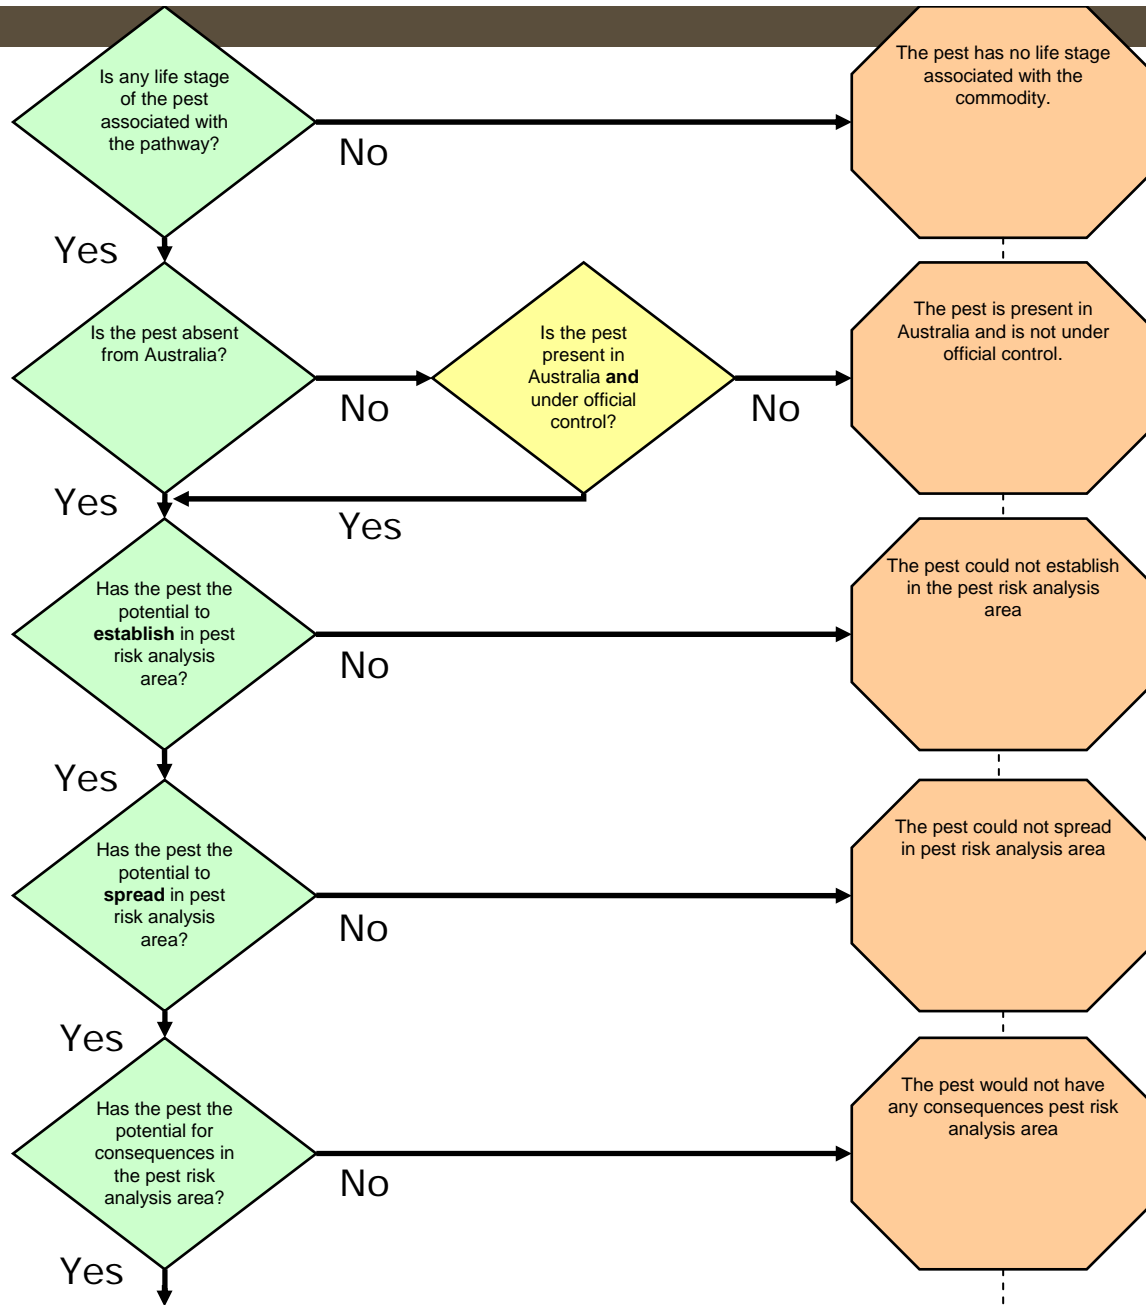 Is any life stage
of the pest
associated with
the pathway?
No
The pest has no life stage
associated with the
commodity.
Yes
Is the pest absent
from Australia?
No
Is the pest
present in
Australia and
under official
control?
No
The pest is present in
Australia and is not under
official control.
Yes
Yes
Has the pest the
potential to
establish in pest
risk analysis
area?
No
The pest could not establish
in the pest risk analysis
area
Yes
Has the pest the
potential to
spread in pest
risk analysis
area?
No
The pest could not spread
in pest risk analysis area
Yes
Has the pest the
potential for
consequences in
the pest risk
analysis area?
No
The pest would not have
any consequences pest risk
analysis area
Yes